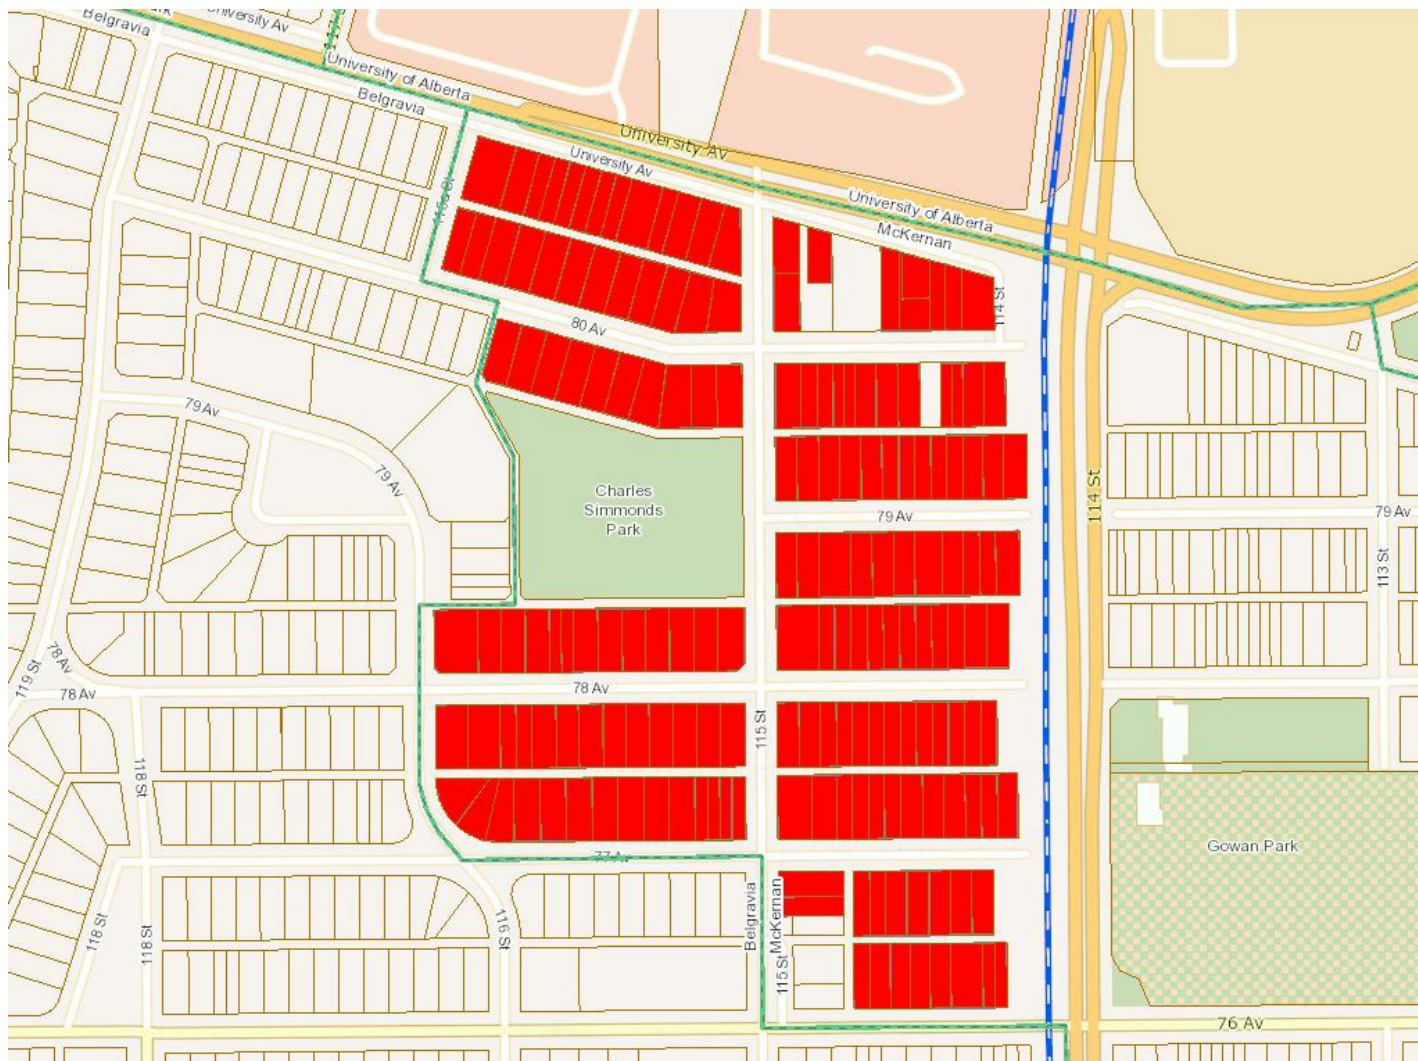 Belgravia
University Av
University of Alberta
Belgravia
University Av
University Av
University of Alberta
McKernan
114 St
80 Av
79 Av
79 Av
Charles
Simmonds
Park
79 Av
114 St
79 Av
113 St
119 St
78 Av
78 Av
78 Av
115 St
118 St
Gowan Park
118 St
118 St
116 St
Belgravia
McKernan
115 St
76 Av